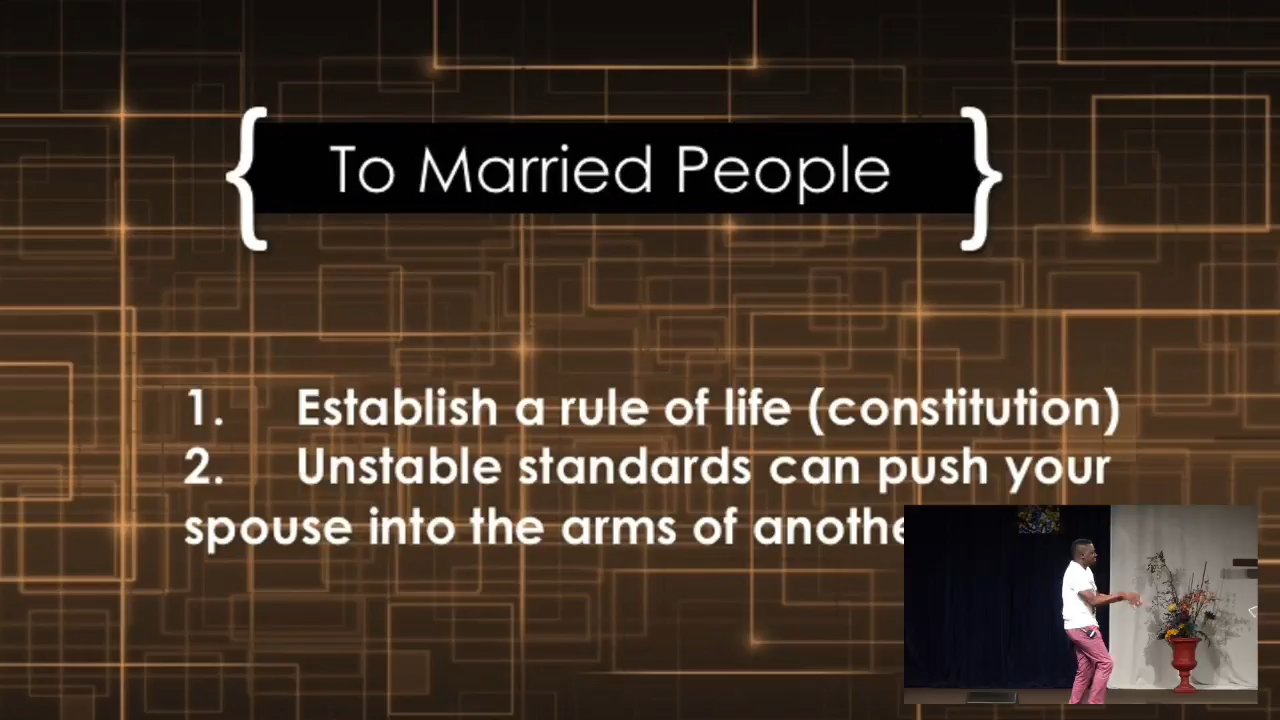 To Married People
1. Establish a rule of life (constitution)
2. Unstable standards can push your
spouse into the arms of